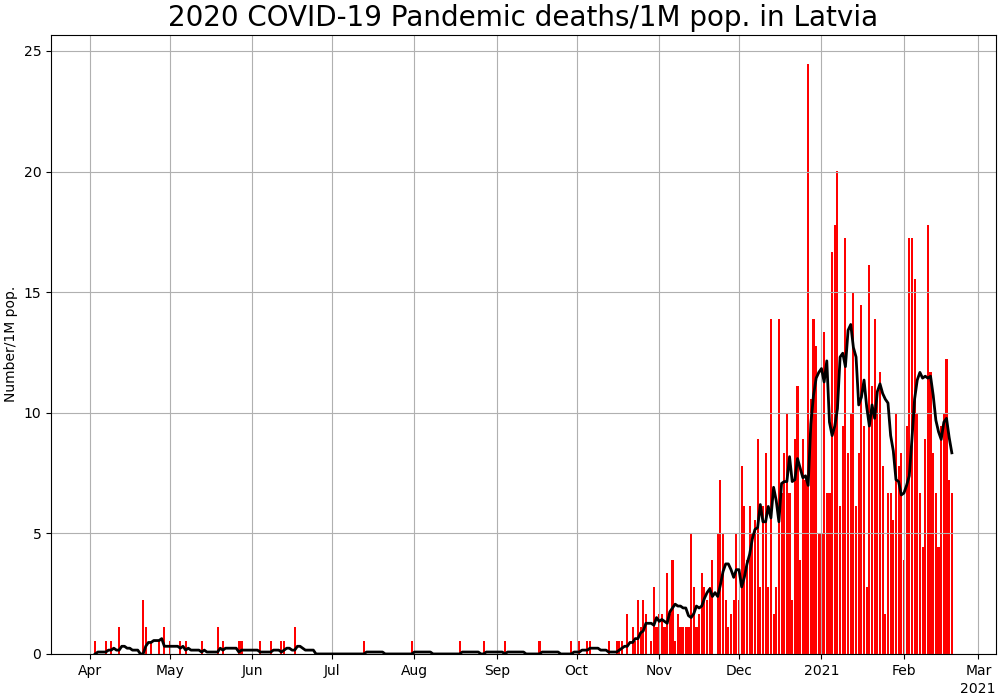 2020 COVID-19 Pandemic deaths/1M pop. in Latvia
Number/1M pop.
25
20
15
10
5
0
Apr May Jun Jul Aug Sep Oct Nov Dec 2021 Feb Mar
2021